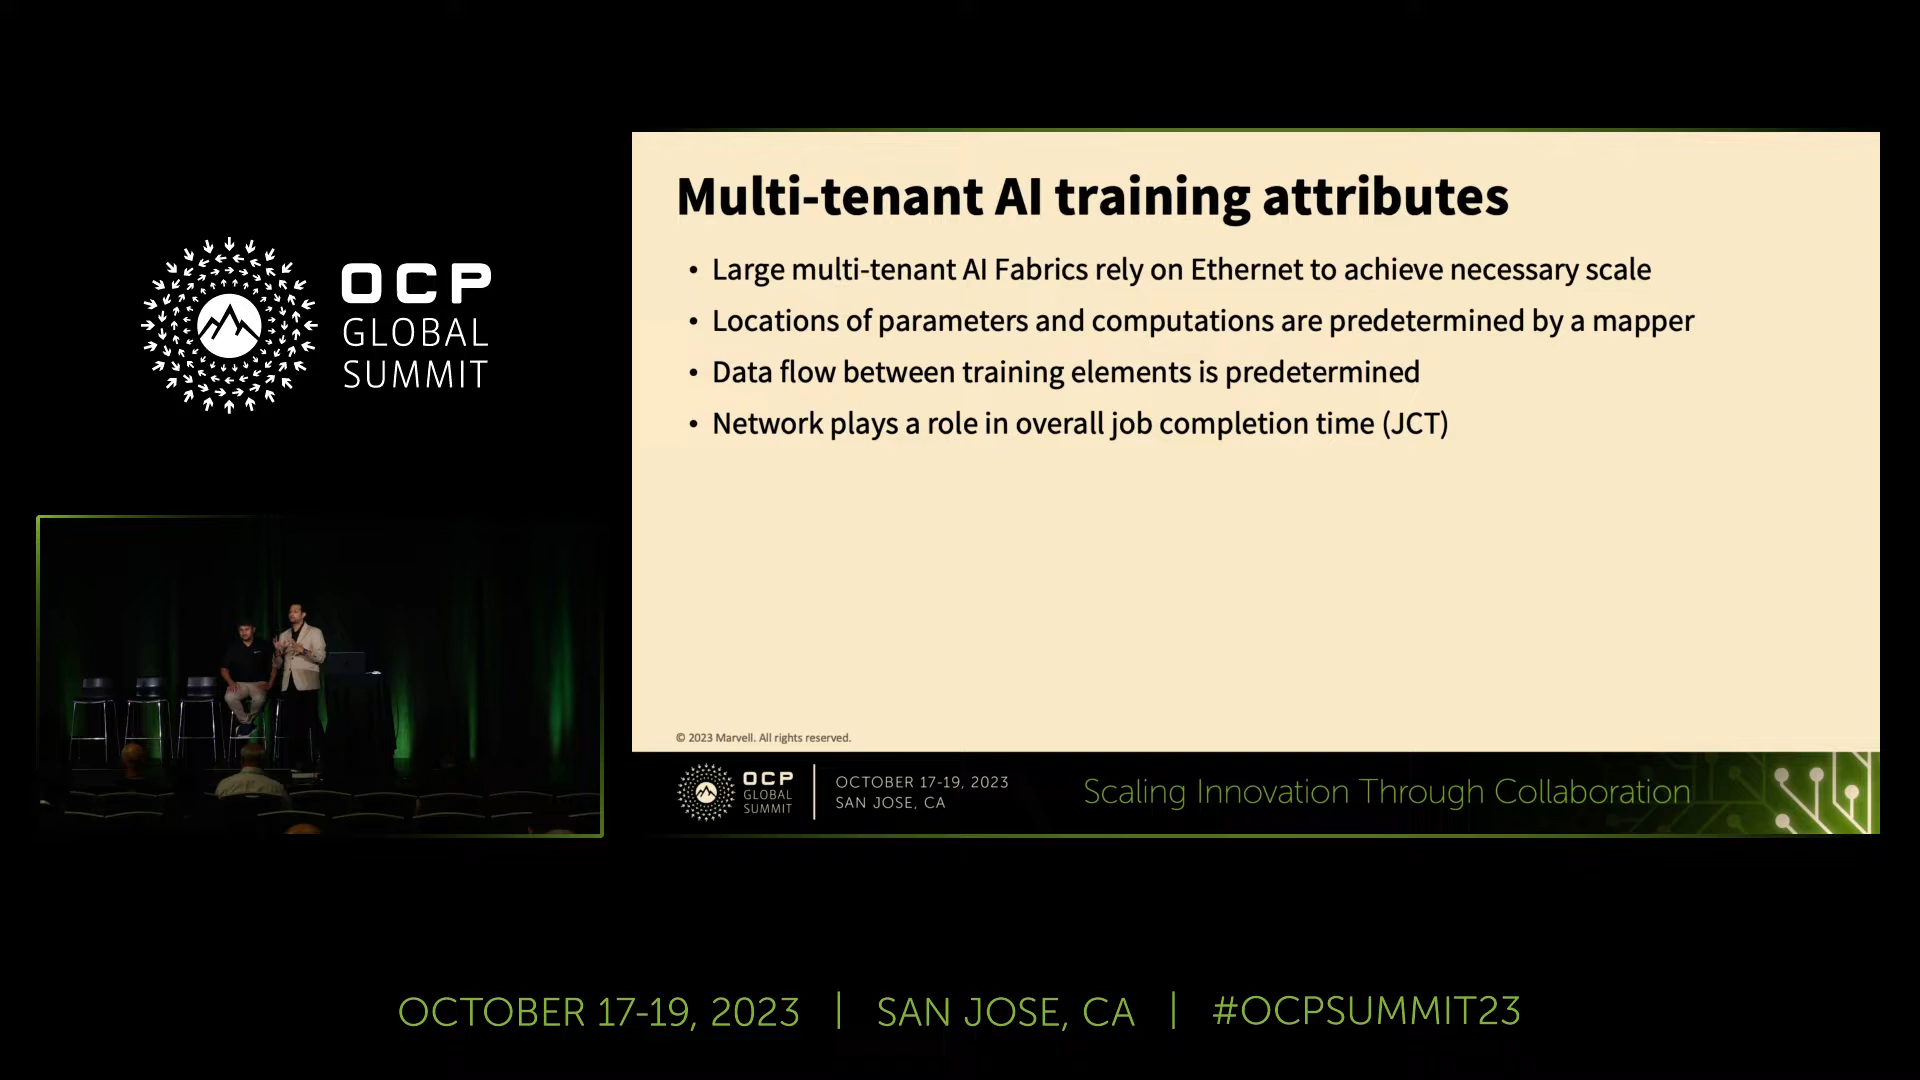 OCP
GLOBAL
SUMMIT
Multi-tenant AI training attributes
• Large multi-tenant AI Fabrics rely on Ethernet to achieve necessary scale
• Locations of parameters and computations are predetermined by a mapper
• Data flow between training elements is predetermined
• Network plays a role in overall job completion time (JCT)
© 2023 Marvell. All rights reserved.
OCP
GLOBAL
SUMMIT
OCTOBER 17-19, 2023
SAN JOSE, CA
Scaling Innovation Through Collaboration
OCTOBER 17-19, 2023 | SAN JOSE, CA | #OCPSUMMIT23